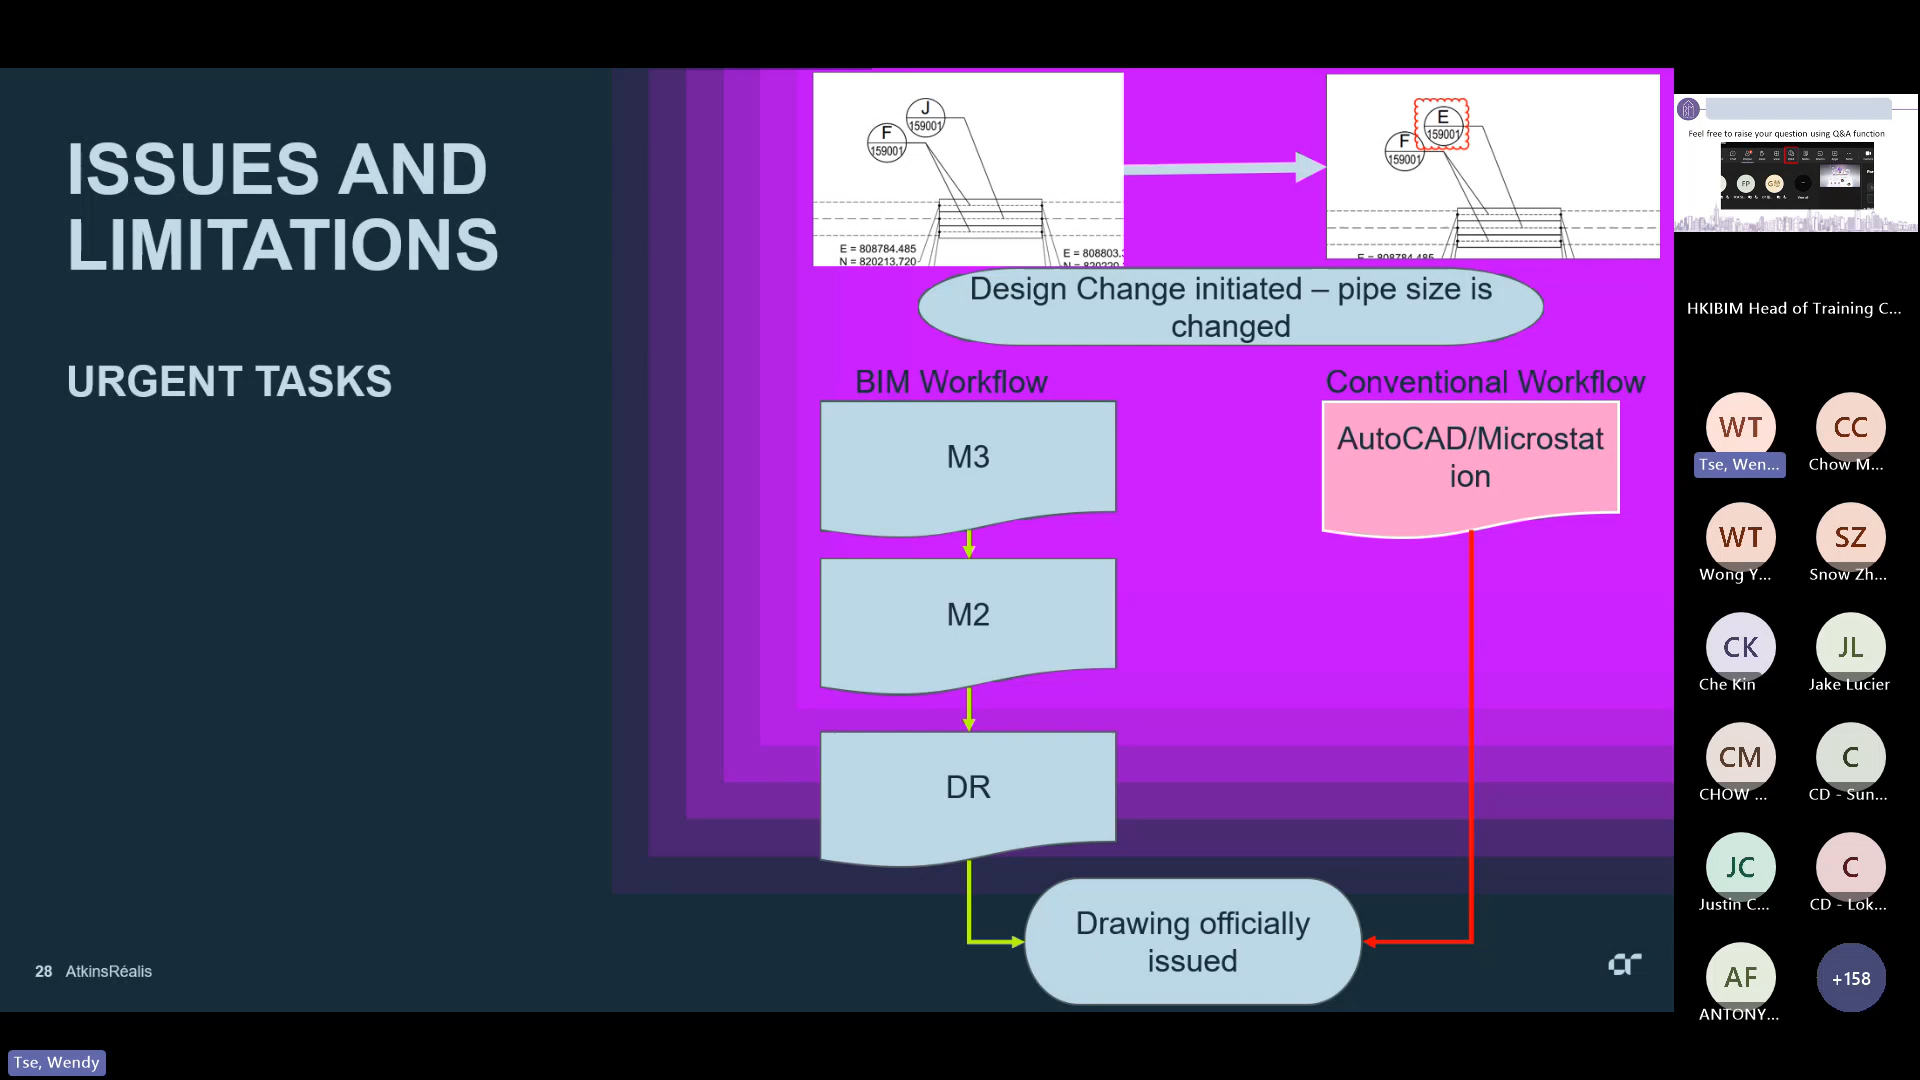 ISSUES AND
LIMITATIONS
URGENT TASKS
J
159001
F
159001
E = 808784.485
N = 820213.720
E = 808803.
E
159001
F
159001
Design Change initiated – pipe size is
changed
BIM Workflow
Conventional Workflow
M3
AutoCAD/Microstat
ion
M2
DR
Drawing officially
issued
28 AtkinsRéalis
Feel free to raise your question using Q&A function
HKIBIM Head of Training C...
WT
Tse, Wen...
CC
Chow M...
WT
Wong Y...
SZ
Snow Zh...
CK
Che Kin
JL
Jake Lucier
CM
CHOW ...
C
CD - Sun...
JC
Justin C...
C
CD - Lok...
AF
ANTONY...
+158
Tse, Wendy